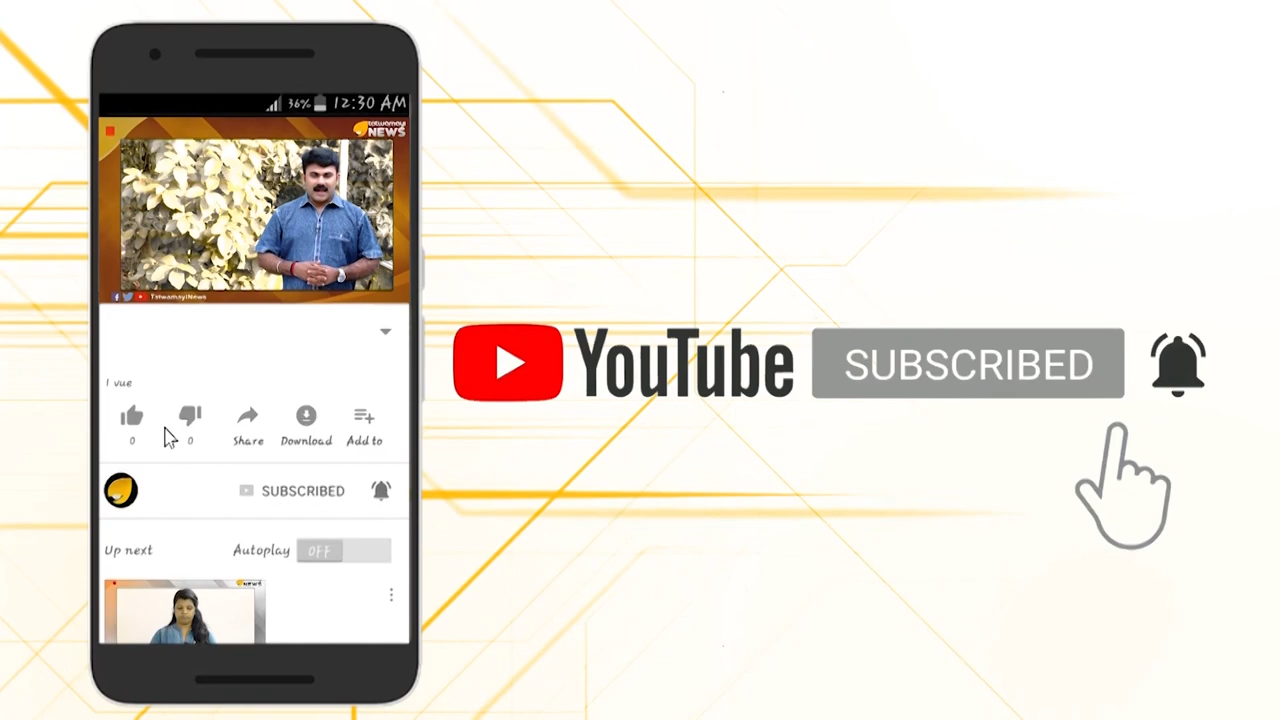 36% 12:30 AM
tatwamayi
NEWS
TatwamayiNews
1 vue
0 0 Share Download Add to
SUBSCRIBED
Up next Autoplay OFF
NEWS
YouTube SUBSCRIBED